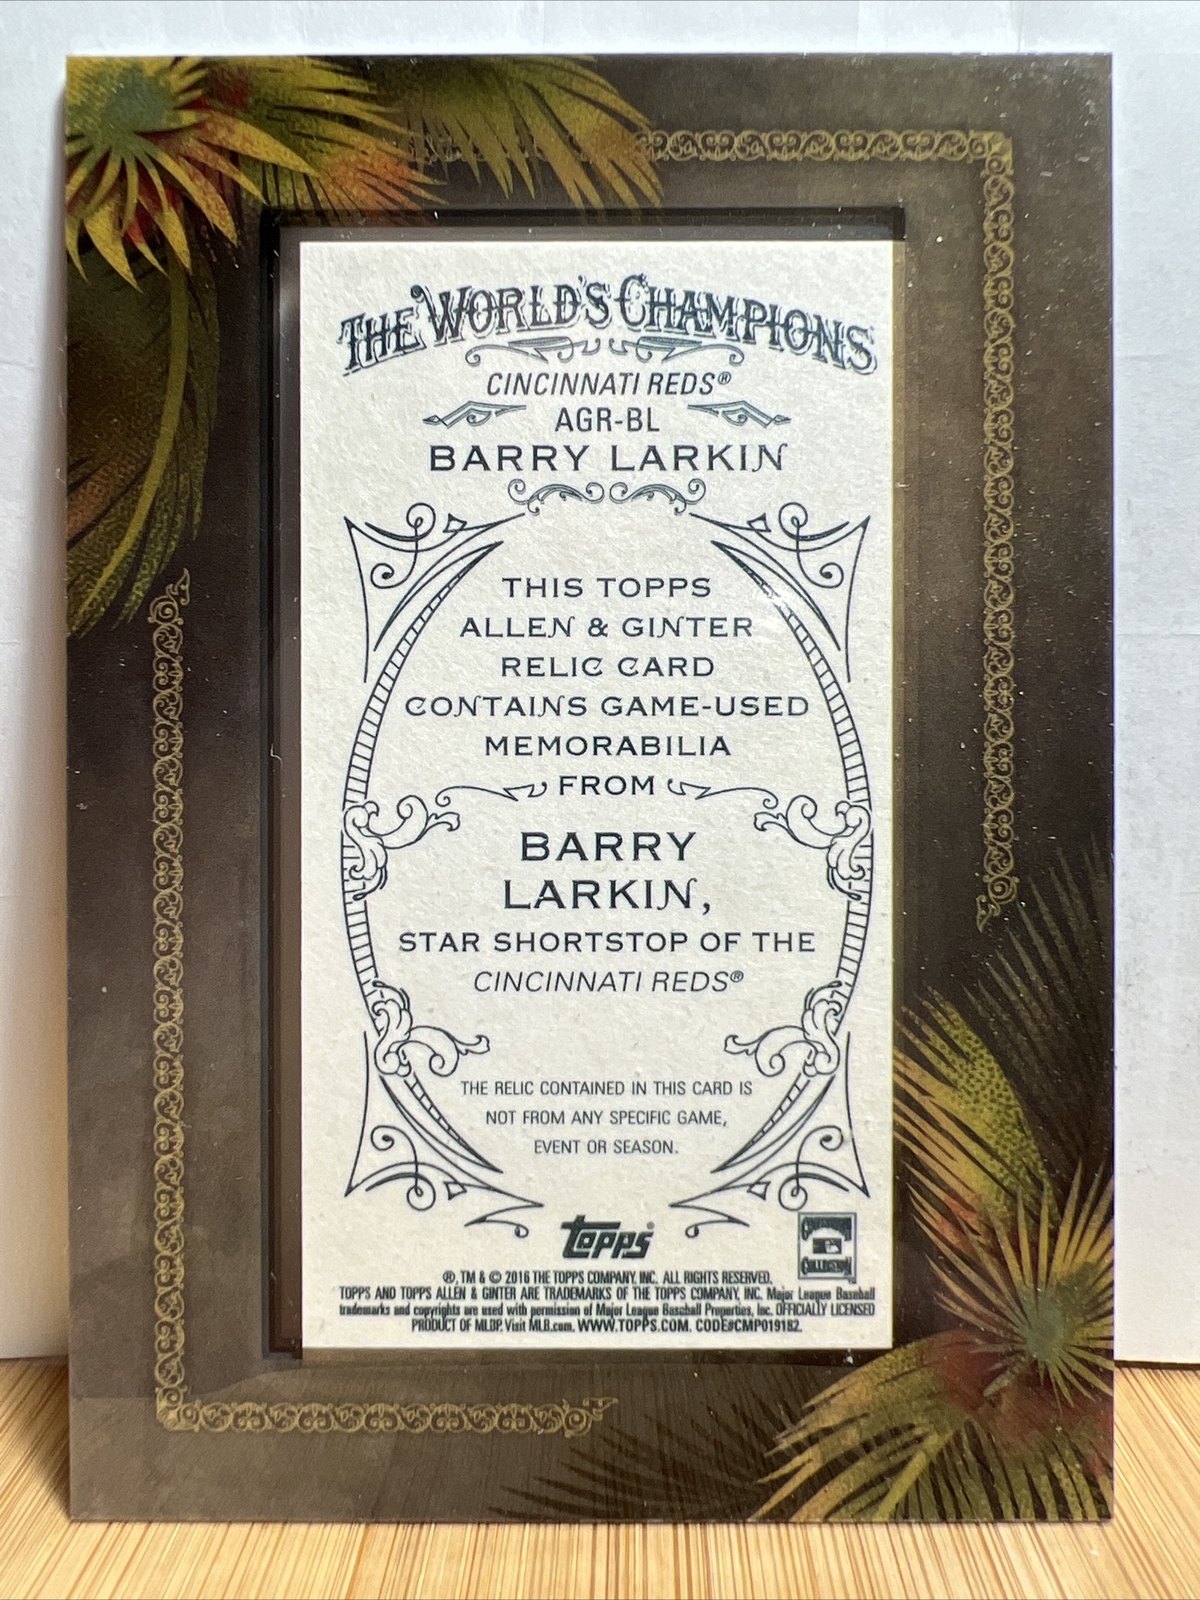 THE WORLD'S CHAMPIONS
CINCINNATI REDS®
AGR-BL
BARRY LARKIN
THIS TOPPS
ALLEN & GINTER
RELIC CARD
CONTAINS GAME-USED
MEMORABILIA
FROM
BARRY
LARKIN,
STAR SHORTSTOP OF THE
CINCINNATI REDS®
THE RELIC CONTAINED IN THIS CARD IS
NOT FROM ANY SPECIFIC GAME,
EVENT OR SEASON.
topps®
COOPERSTOWN
COLLECTION™
®, TM & © 2016 THE TOPPS COMPANY, INC. ALL RIGHTS RESERVED.
TOPPS AND TOPPS ALLEN & GINTER ARE TRADEMARKS OF THE TOPPS COMPANY, INC. Major League Baseball
trademarks and copyrights are used with permission of Major League Baseball Properties, Inc. OFFICIALLY LICENSED
PRODUCT OF MLBP. Visit MLB.com. WWW.TOPPS.COM. CODE#CMP019182.